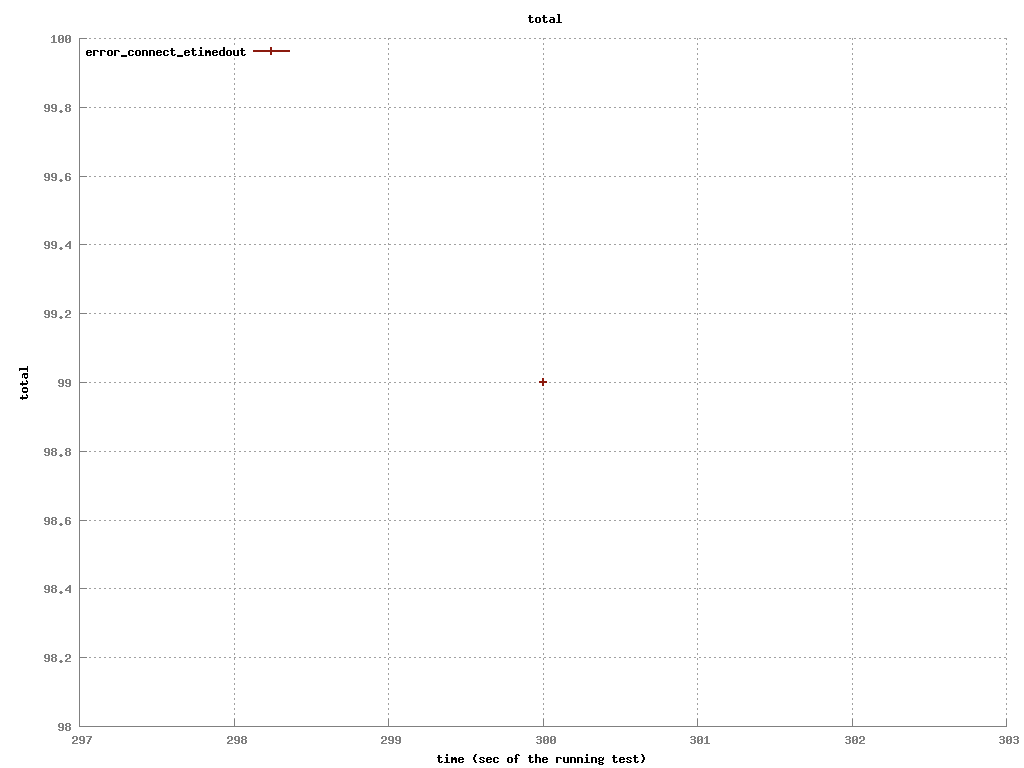 total
100
error_connect_etimedout
99.8
99.6
99.4
99.2
total
99
98.8
98.6
98.4
98.2
98
297 298 299 300 301 302 303
time (sec of the running test)